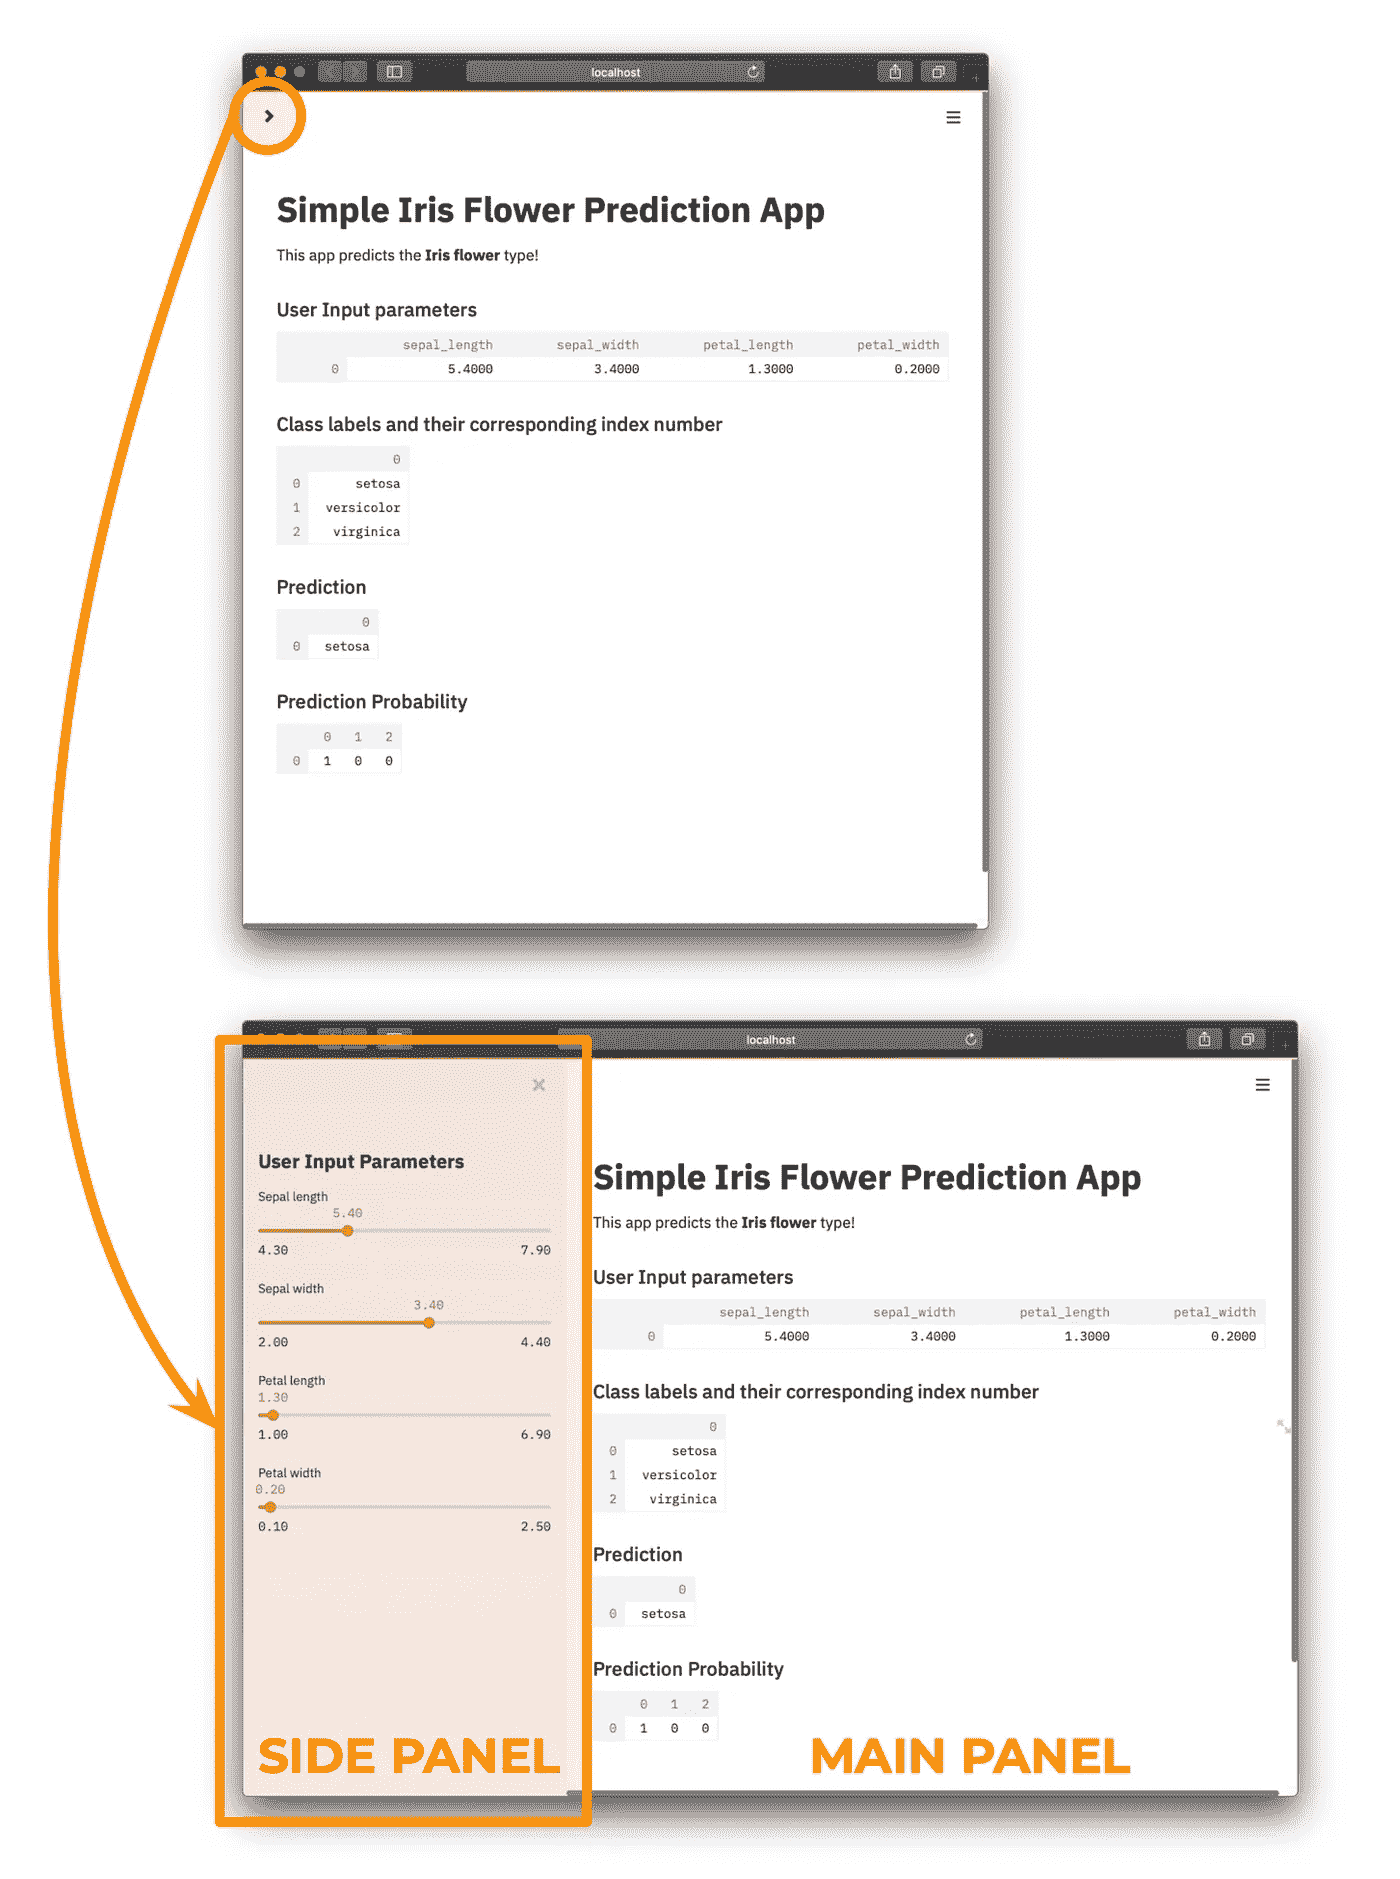 localhost
Simple Iris Flower Prediction App
This app predicts the Iris flower type!
User Input parameters
sepal_length sepal_width petal_length petal_width
0 5.4000 3.4000 1.3000 0.2000
Class labels and their corresponding index number
0
0 setosa
1 versicolor
2 virginica
Prediction
0
0 setosa
Prediction Probability
0 1 2
0 1 0 0
localhost
User Input Parameters
Sepal length
5.40
4.30 7.90
Sepal width
3.40
2.00 4.40
Petal length
1.30
1.00 6.90
Petal width
0.20
0.10 2.50
SIDE PANEL
Simple Iris Flower Prediction App
This app predicts the Iris flower type!
User Input parameters
sepal_length sepal_width petal_length petal_width
0 5.4000 3.4000 1.3000 0.2000
Class labels and their corresponding index number
0
0 setosa
1 versicolor
2 virginica
Prediction
0
0 setosa
Prediction Probability
0 1 2
0 1 0 0
MAIN PANEL